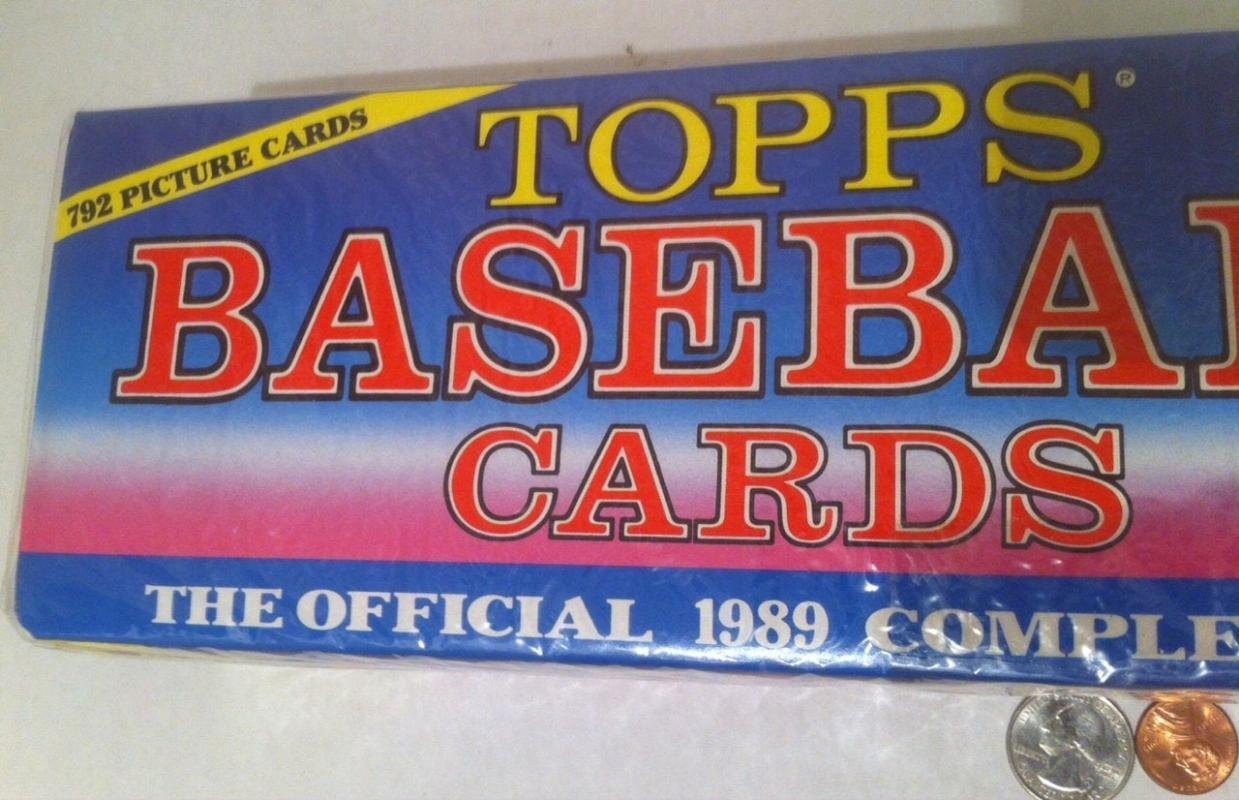 792 PICTURE CARDS
TOPPS®
BASEBA
CARDS
THE OFFICIAL 1989 COMPLE